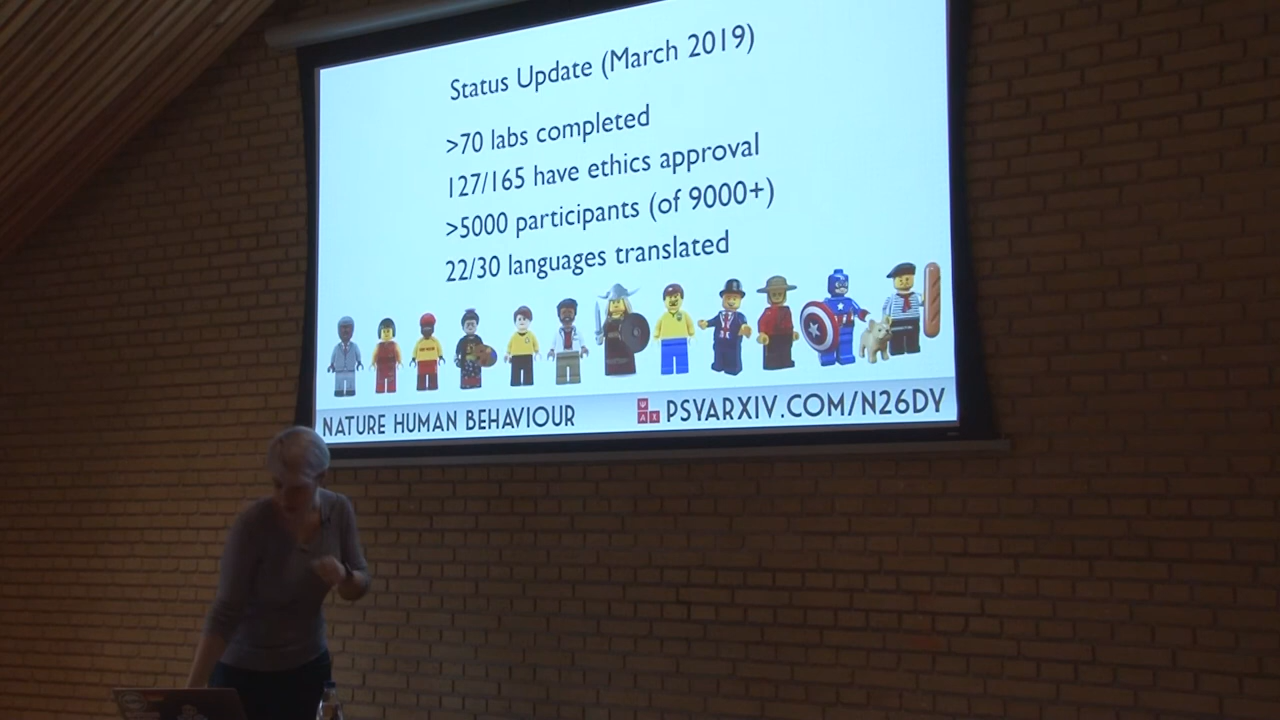 Status Update (March 2019)
>70 labs completed
127/165 have ethics approval
>5000 participants (of 9000+)
22/30 languages translated
NATURE HUMAN BEHAVIOUR
PSYARXIV.COM/N26DY